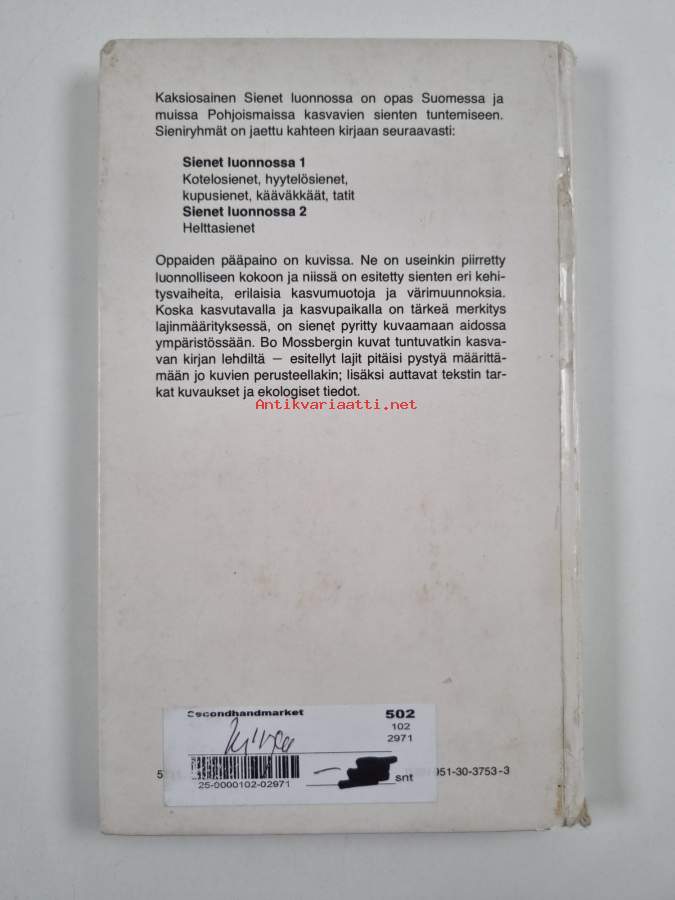 Kaksiosainen Sienet luonnossa on opas Suomessa ja
muissa Pohjoismaissa kasvavien sienten tuntemiseen.
Sieniryhmät on jaettu kahteen kirjaan seuraavasti:
Sienet luonnossa 1
Kotelosienet, hyytelösienet,
kupusienet, kääväkkäät, tatit
Sienet luonnossa 2
Helttasienet
Oppaiden pääpaino on kuvissa. Ne on useinkin piirretty
luonnolliseen kokoon ja niissä on esitetty sienten eri kehi-
tysvaiheita, erilaisia kasvumuotoja ja värimuunnoksia.
Koska kasvutavalla ja kasvupaikalla on tärkeä merkitys
lajinmäärityksessä, on sienet pyritty kuvaamaan aidossa
ympäristössään. Bo Mossbergin kuvat tuntuvatkin kasva-
van kirjan lehdiltä – esitellyt lajit pitäisi pystyä määrittä-
mään jo kuvien perusteellakin; lisäksi auttavat tekstin tar-
kat kuvaukset ja ekologiset tiedot.
Antikvariaatti.net
Secondhandmarket 502
102
2971
snt
25-0000102-02971
951-30-3753-3